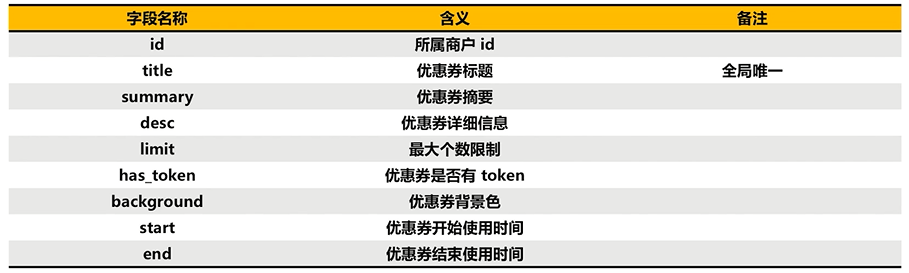 字段名称 含义 备注
id 所属商户 id
title 优惠券标题 全局唯一
summary 优惠券摘要
desc 优惠券详细信息
limit 最大个数限制
has_token 优惠券是否有 token
background 优惠券背景色
start 优惠券开始使用时间
end 优惠券结束使用时间